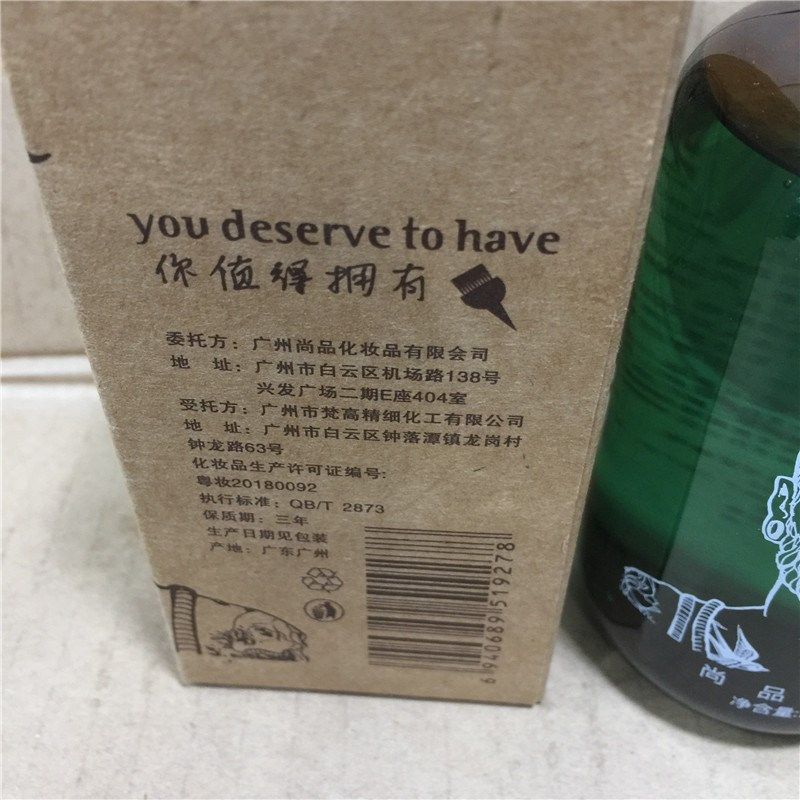 you deserve to have
你值得拥有
委托方：广州尚品化妆品有限会司
地 址：广州市白云区机场路138号
兴发广场二期E座404室
受托方：广州市梵高精细化工有限公司
地 址：广州市白云区钟落潭镇龙岗村
钟龙路63号
化妆品生产许可证编号:
粤妆20180092
执行标准：QB/T 2873
保质期：三年
生产日期见包装
产地：广东广州
6940689519278
尚 品
净含量: